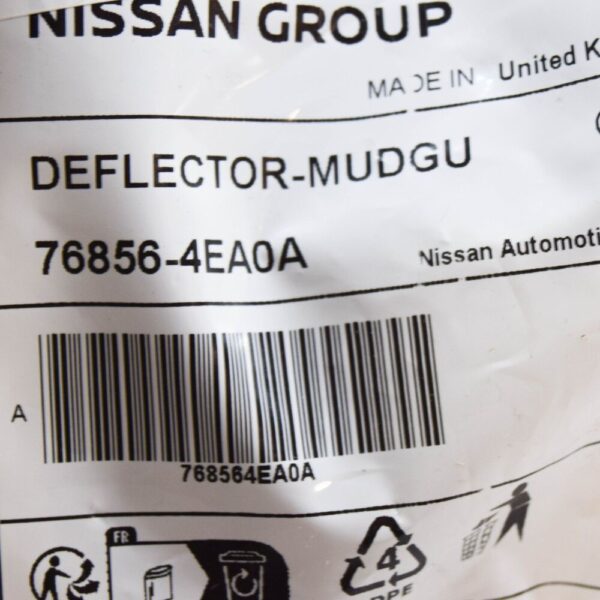 NISSAN GROUP
MADE IN United K
DEFLECTOR-MUDGU
76856-4EA0A
Nissan Automoti
A
768564EA0A
FR
4